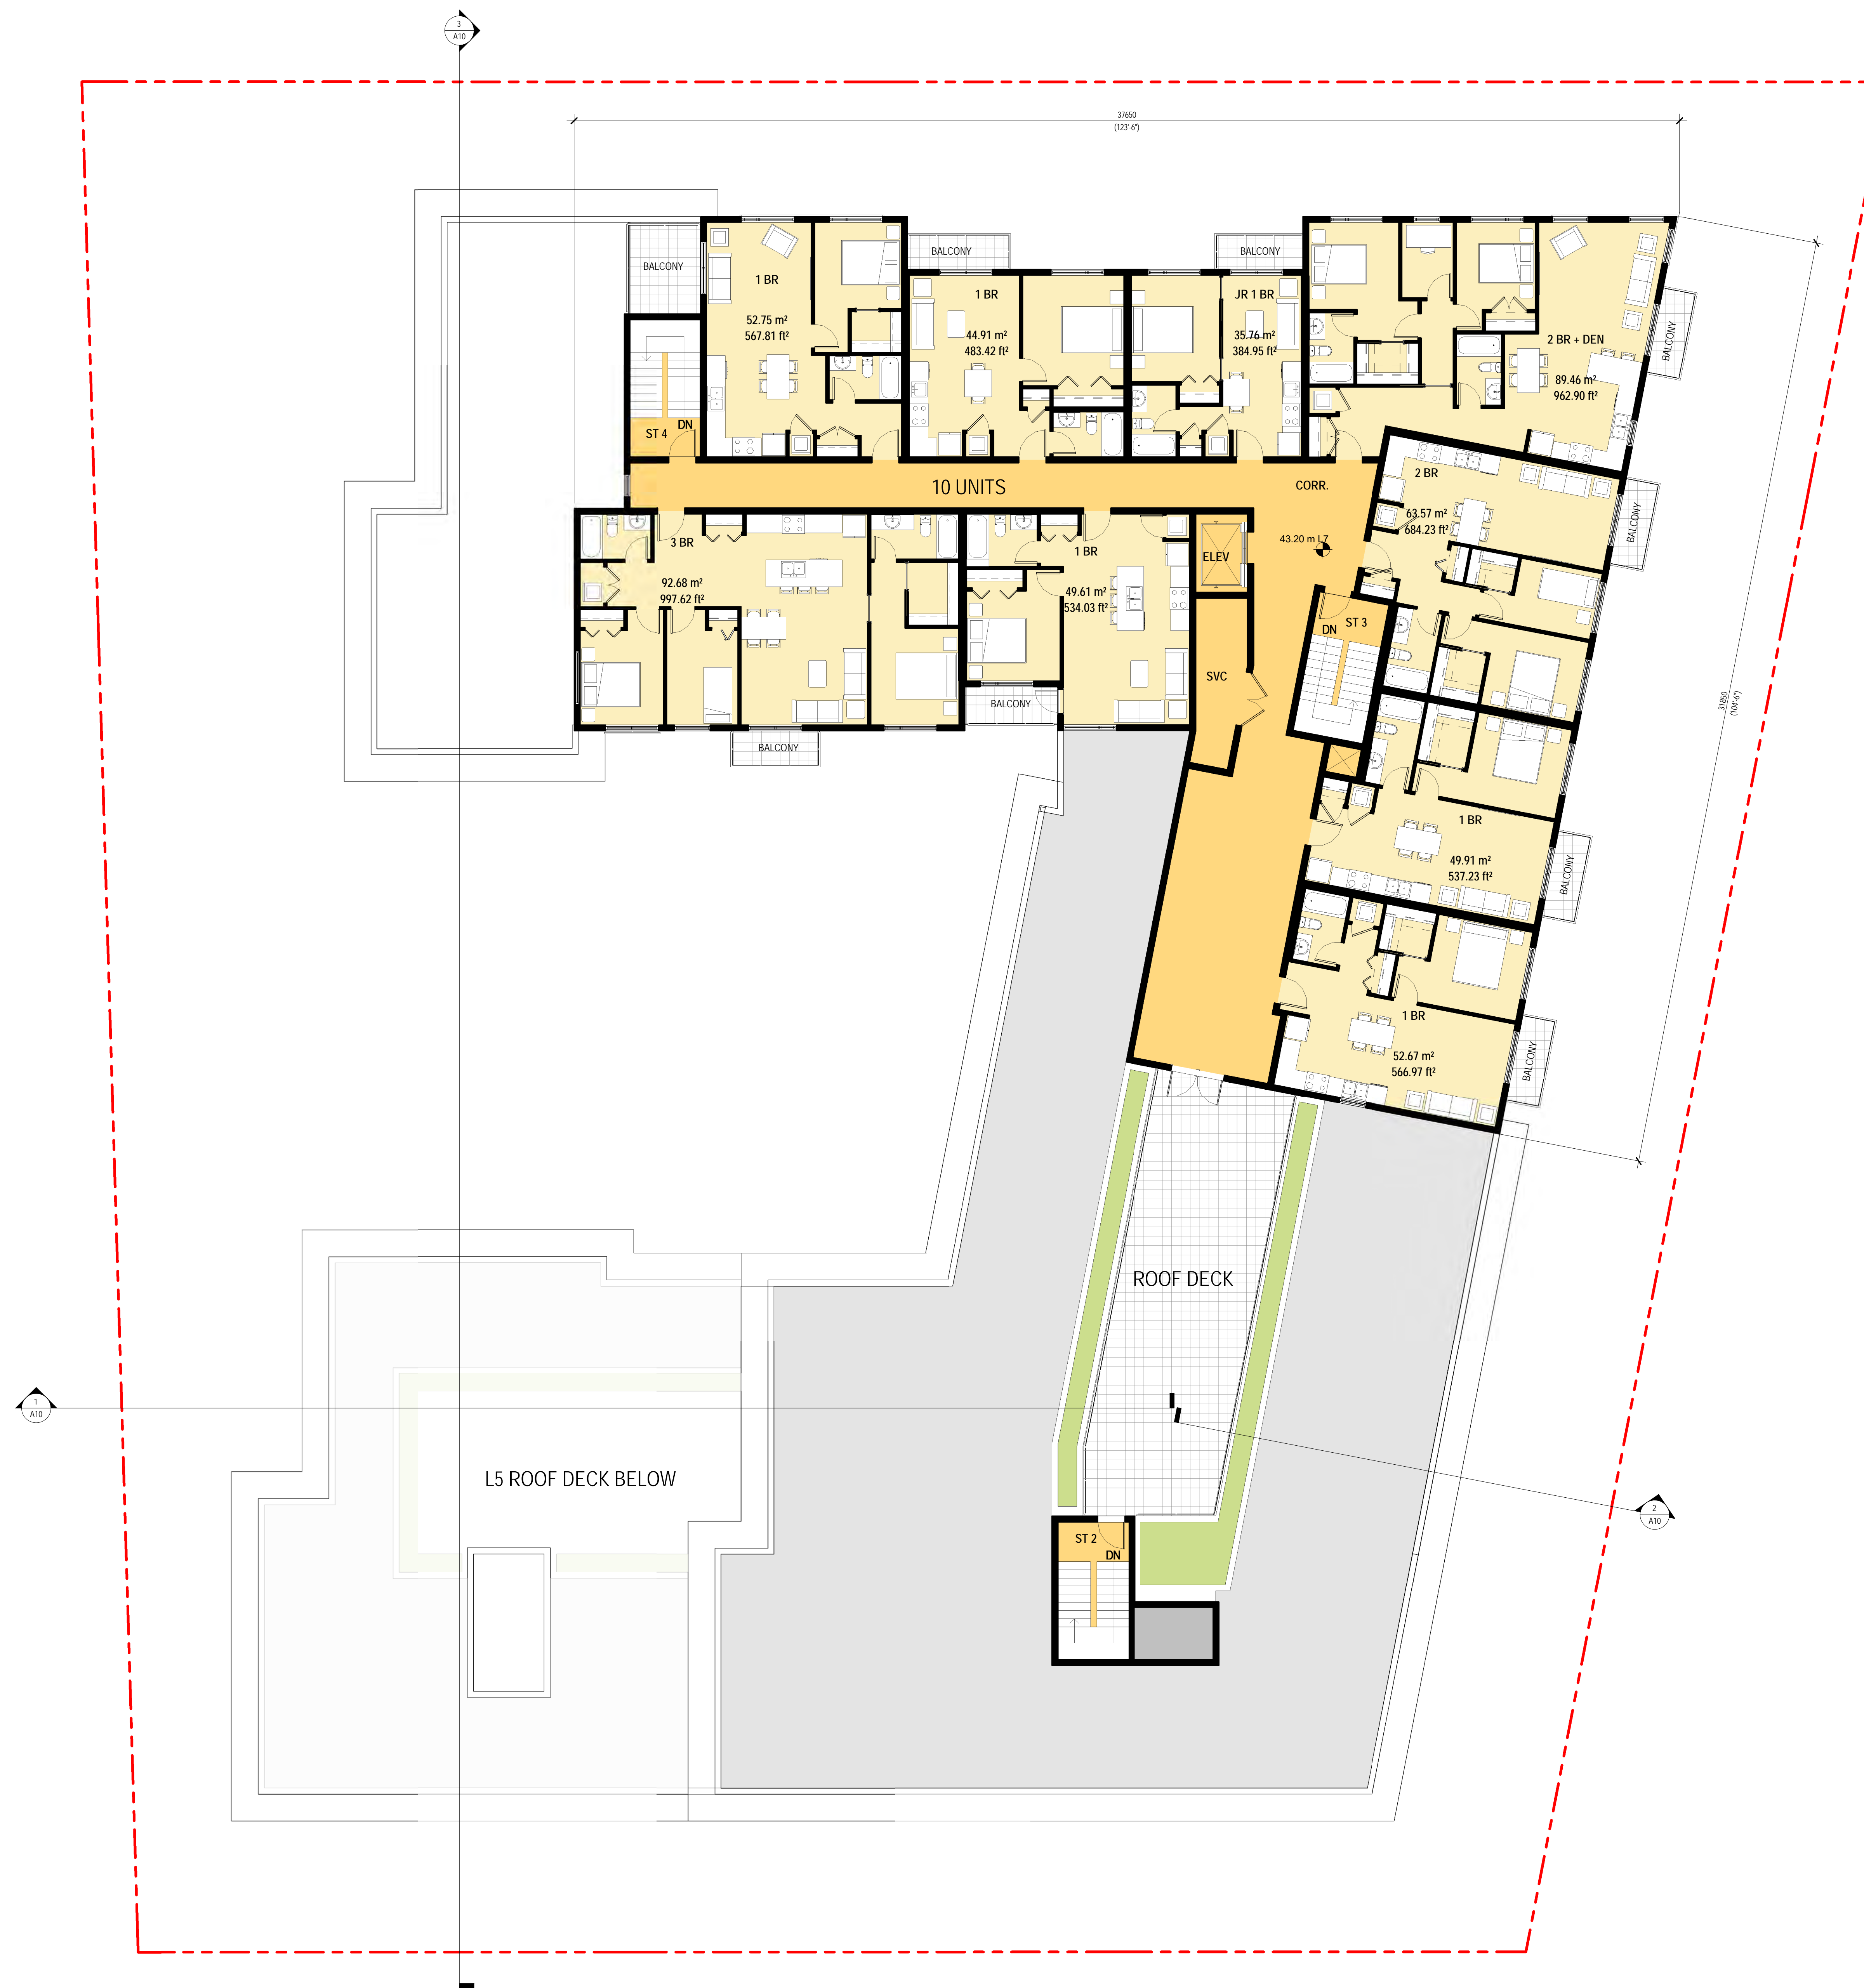 3
A10
37650
(123'-6")
BALCONY
1 BR
52.75 m²
567.81 ft²
BALCONY
1 BR
44.91 m²
483.42 ft²
BALCONY
JR 1 BR
35.76 m²
384.95 ft²
2 BR + DEN
89.46 m²
962.90 ft²
BALCONY
ST 4
DN
10 UNITS
CORR.
2 BR
63.57 m²
684.23 ft²
BALCONY
3 BR
92.68 m²
997.62 ft²
1 BR
49.61 m²
534.03 ft²
ELEV
43.20 m L7
ST 3
DN
SVC
BALCONY
BALCONY
31850
(104'-6")
1 BR
49.91 m²
537.23 ft²
BALCONY
1 BR
52.67 m²
566.97 ft²
BALCONY
ROOF DECK
1
A10
L5 ROOF DECK BELOW
2
A10
ST 2
DN